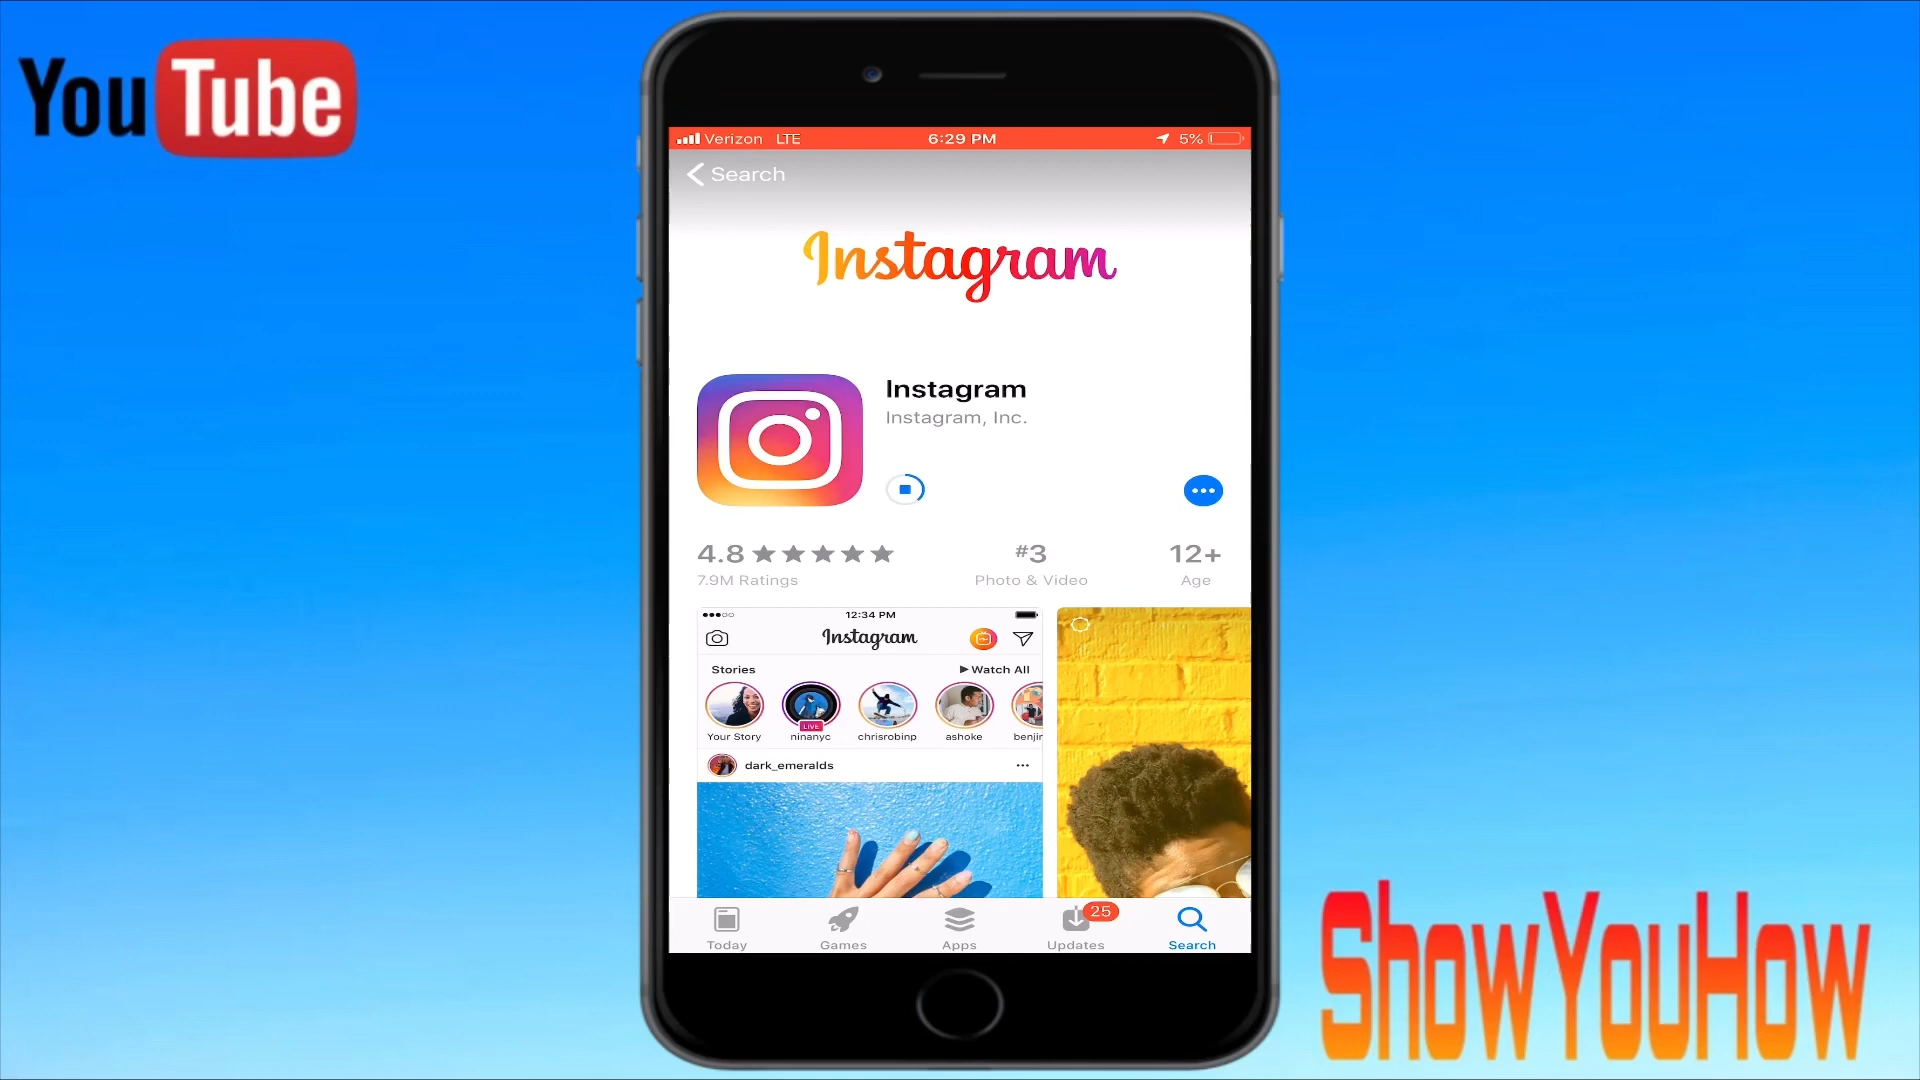 YouTube
Verizon LTE 6:29 PM 5%
Search
Instagram
Instagram
Instagram, Inc.
4.8 #3 12+
7.9M Ratings Photo & Video Age
12:34 PM
Instagram
Stories Watch All
LIVE
Your Story ninanyc chrisrobinp ashoke benjin
dark_emeralds
25
Today Games Apps Updates Search
ShowYouHow